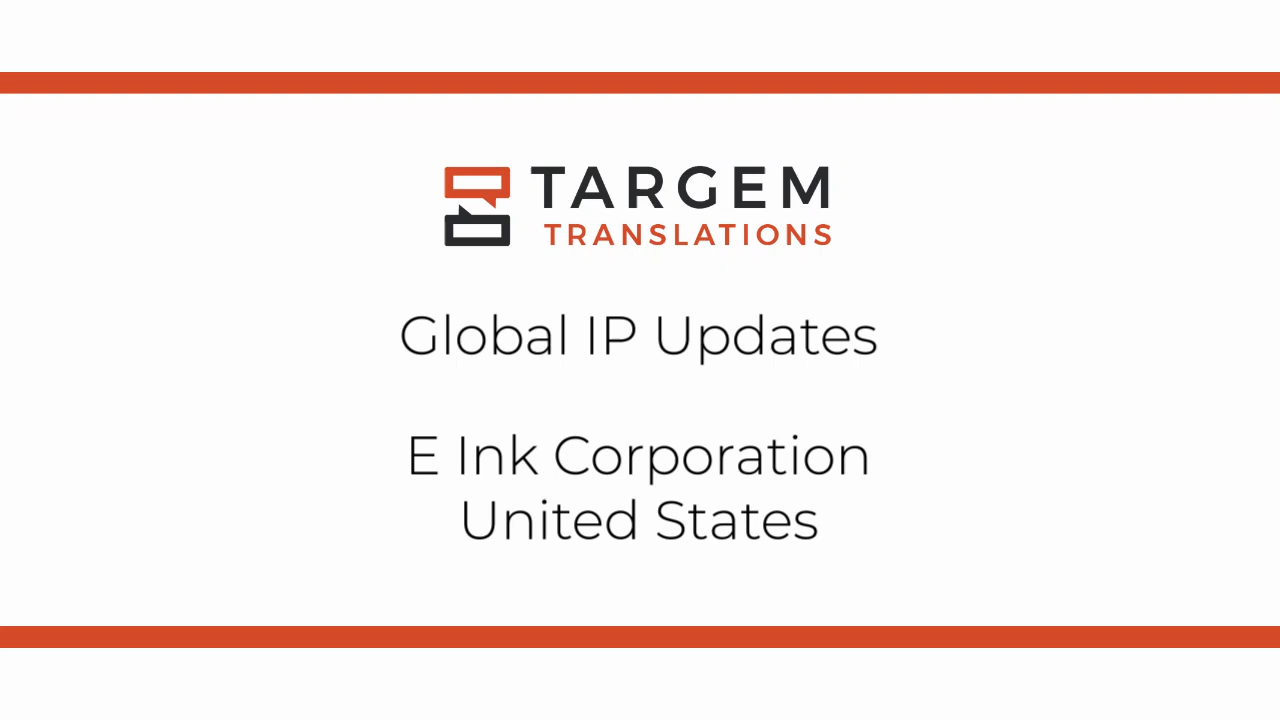 TARGEM
TRANSLATIONS
Global IP Updates
E Ink Corporation
United States